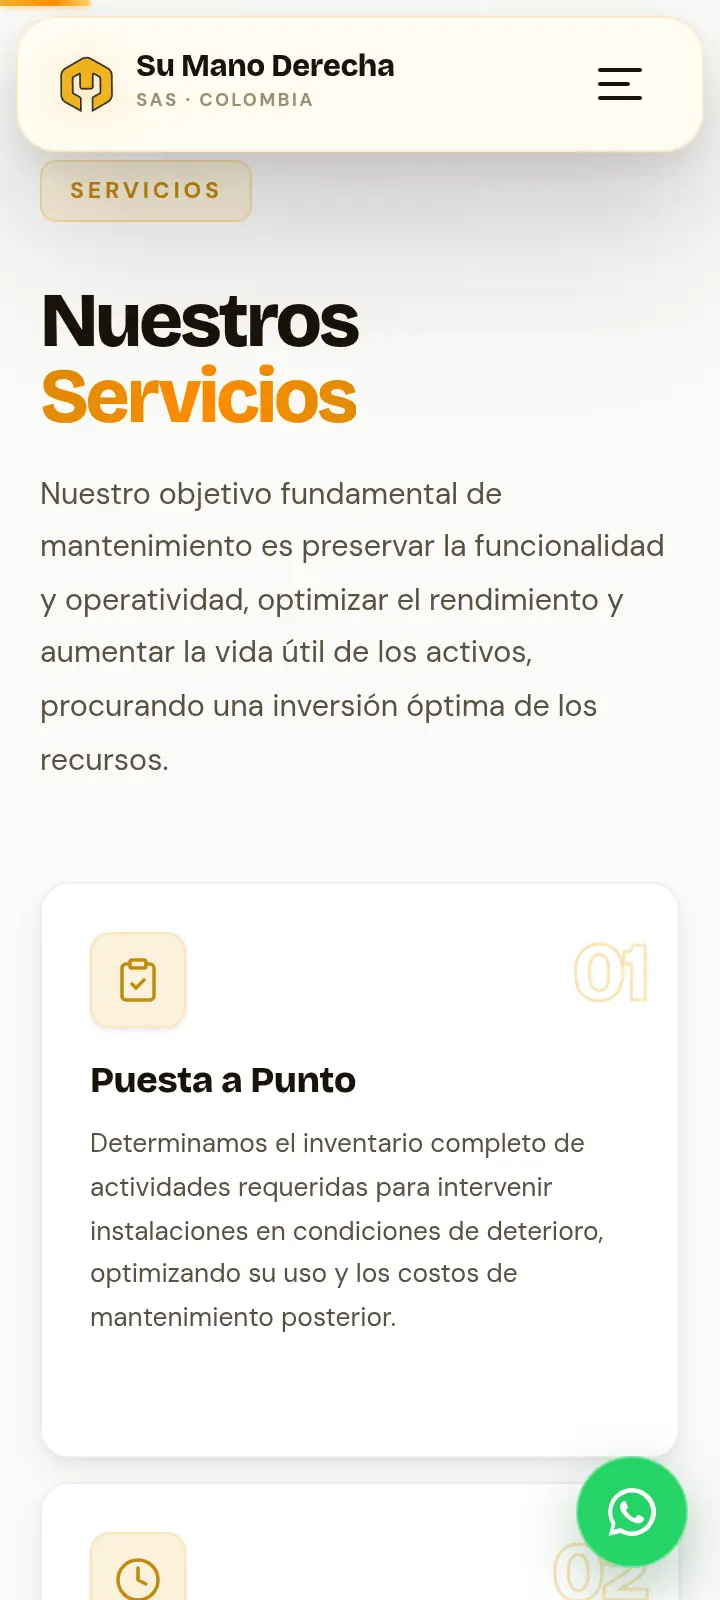 Su Mano Derecha
SAS · COLOMBIA
SERVICIOS
Nuestros
Servicios
Nuestro objetivo fundamental de
mantenimiento es preservar la funcionalidad
y operatividad, optimizar el rendimiento y
aumentar la vida útil de los activos,
procurando una inversión óptima de los
recursos.
01
Puesta a Punto
Determinamos el inventario completo de
actividades requeridas para intervenir
instalaciones en condiciones de deterioro,
optimizando su uso y los costos de
mantenimiento posterior.
02